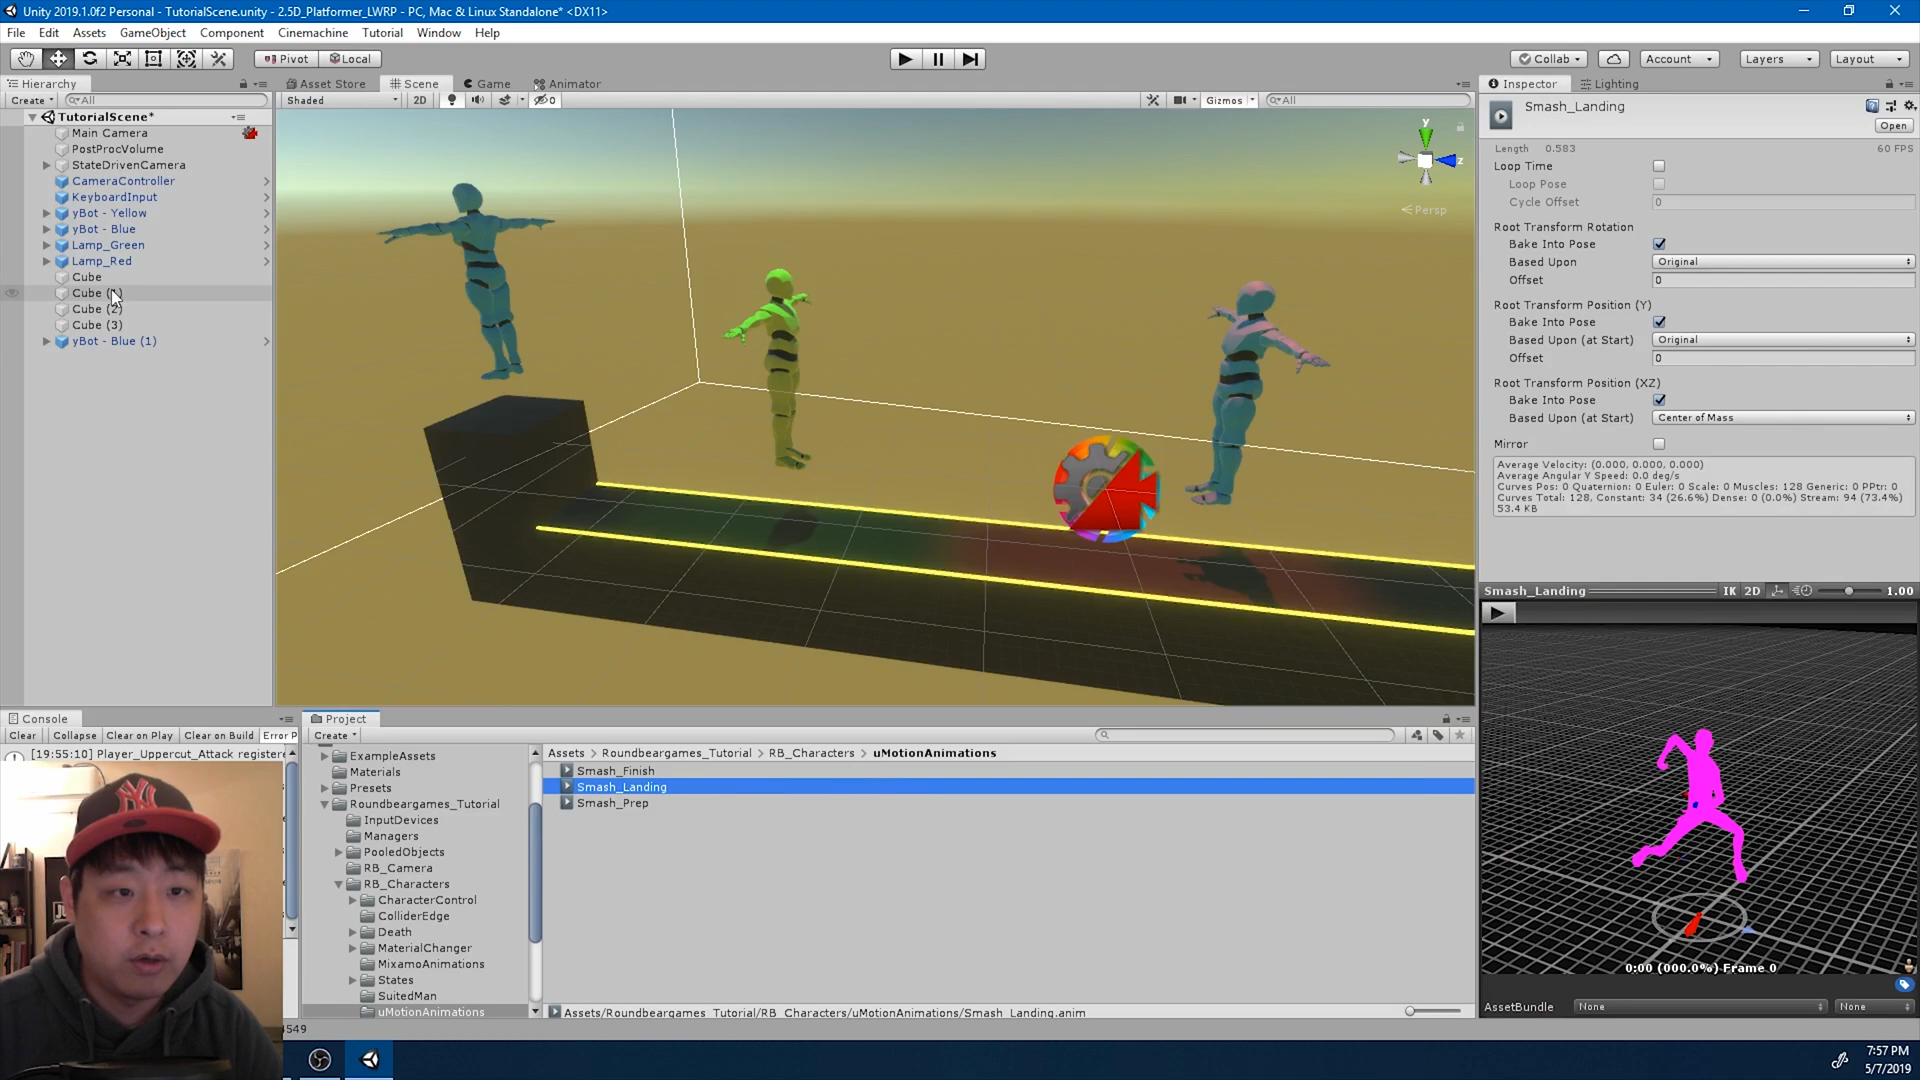 Unity 2019.1.0f2 Personal - TutorialScene.unity - 2.5D_Platformer_LWRP - PC, Mac & Linux Standalone* <DX11>
File Edit Assets GameObject Component Cinemachine Tutorial Window Help
Pivot Local Collab Account Layers Layout
Hierarchy Asset Store Scene Game Animator Inspector Lighting
Create All Shaded 2D 0 Gizmos All
TutorialScene*
Main Camera
PostProcVolume
StateDrivenCamera
CameraController
KeyboardInput
yBot - Yellow
yBot - Blue
Lamp_Green
Lamp_Red
Cube
Cube (1)
Cube (2)
Cube (3)
yBot - Blue (1)
y
z
Persp
Smash_Landing
Open
Length 0.583 60 FPS
Loop Time
Loop Pose
Cycle Offset 0
Root Transform Rotation
Bake Into Pose
Based Upon Original
Offset 0
Root Transform Position (Y)
Bake Into Pose
Based Upon (at Start) Original
Offset 0
Root Transform Position (XZ)
Bake Into Pose
Based Upon (at Start) Center of Mass
Mirror
Average Velocity: (0.000, 0.000, 0.000)
Average Angular Y Speed: 0.0 deg/s
Curves Pos: 0 Quaternion: 0 Euler: 0 Scale: 0 Muscles: 128 Generic: 0 PPtr: 0
Curves Total: 128, Constant: 34 (26.6%) Dense: 0 (0.0%) Stream: 94 (73.4%)
53.4 KB
Smash_Landing IK 2D 1.00
0:00 (000.0%) Frame 0
AssetBundle None None
Console
Clear Collapse Clear on Play Clear on Build Error P
[19:55:10] Player_Uppercut_Attack registere
4549
Project
Create
ExampleAssets
Materials
Presets
Roundbeargames_Tutorial
InputDevices
Managers
PooledObjects
RB_Camera
RB_Characters
CharacterControl
ColliderEdge
Death
MaterialChanger
MixamoAnimations
States
SuitedMan
uMotionAnimations
Assets > Roundbeargames_Tutorial > RB_Characters > uMotionAnimations
Smash_Finish
Smash_Landing
Smash_Prep
Assets/Roundbeargames_Tutorial/RB_Characters/uMotionAnimations/Smash_Landing.anim
7:57 PM
5/7/2019